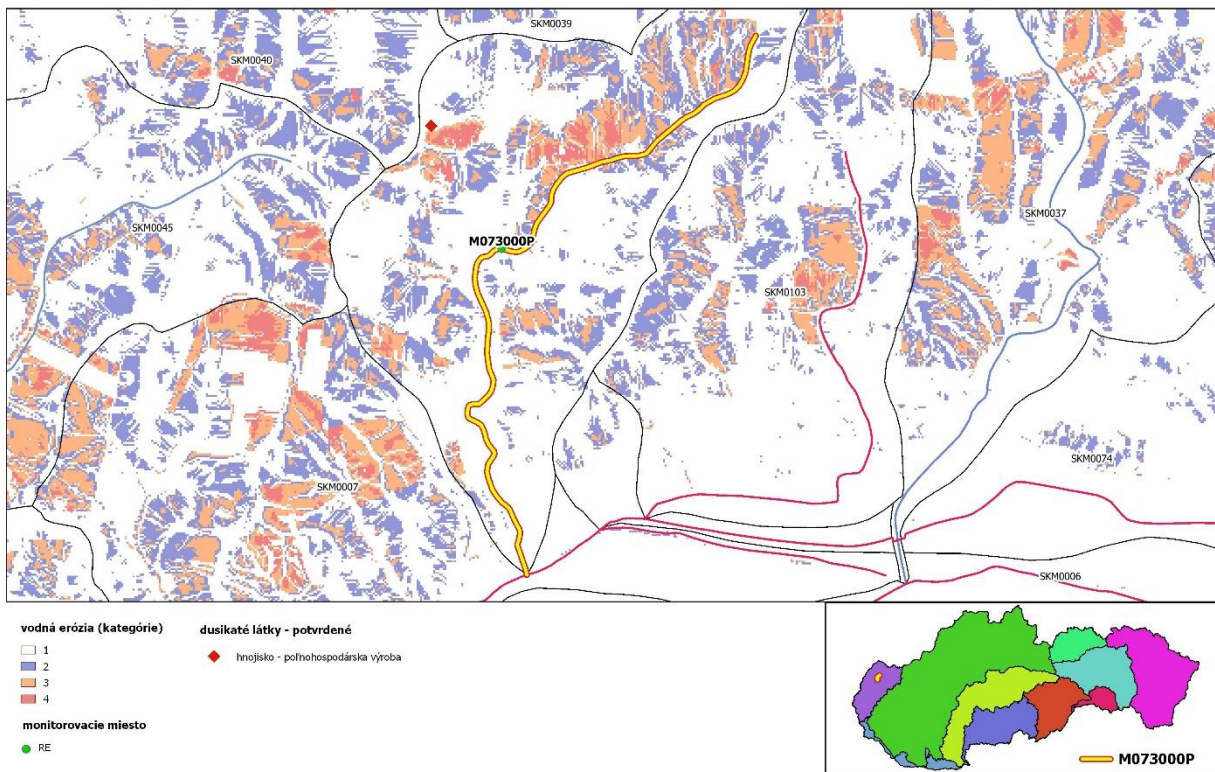 SKM0039
SKM0040
SKM0045
SKM0037
M073000P
SKM0103
SKM0074
SKM0007
SKM0006
vodná erózia (kategórie)
1
2
3
4
monitorovacie miesto
RE
dusikaté látky - potvrdené
hnojisko - poľnohospodárska výroba
M073000P